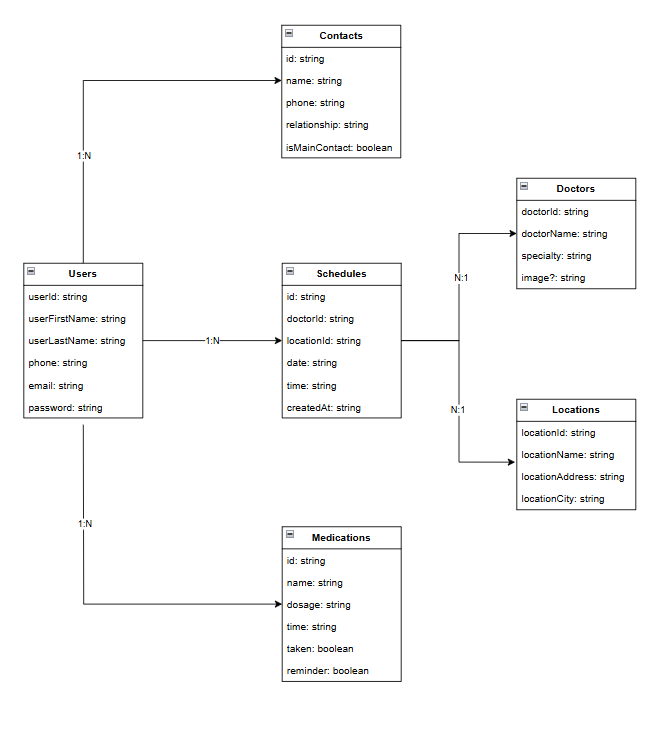 Contacts
id: string
name: string
phone: string
relationship: string
isMainContact: boolean
1:N
Doctors
doctorId: string
doctorName: string
specialty: string
image?: string
Users
userId: string
userFirstName: string
userLastName: string
phone: string
email: string
password: string
1:N
Schedules
id: string
doctorId: string
locationId: string
date: string
time: string
createdAt: string
N:1
N:1
Locations
locationId: string
locationName: string
locationAddress: string
locationCity: string
1:N
Medications
id: string
name: string
dosage: string
time: string
taken: boolean
reminder: boolean